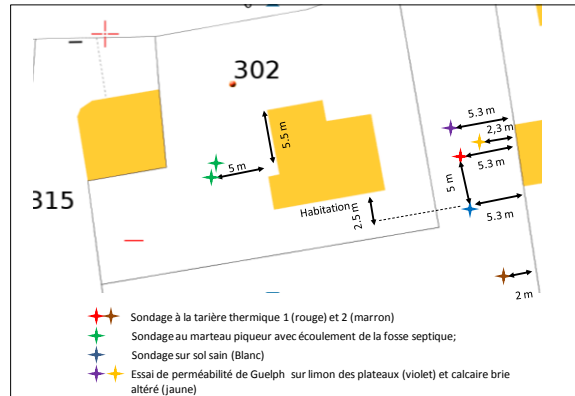 302
5.3 m
2,3 m
5.5 m
5.3 m
5 m
5 m
315
Habitation
2.5 m
5.3 m
2 m
Sondage à la tarière thermique 1 (rouge) et 2 (marron)
Sondage au marteau piqueur avec écoulement de la fosse septique;
Sondage sur sol sain (Blanc)
Essai de perméabilité de Guelph sur limon des plateaux (violet) et calcaire brie
altéré (jaune)